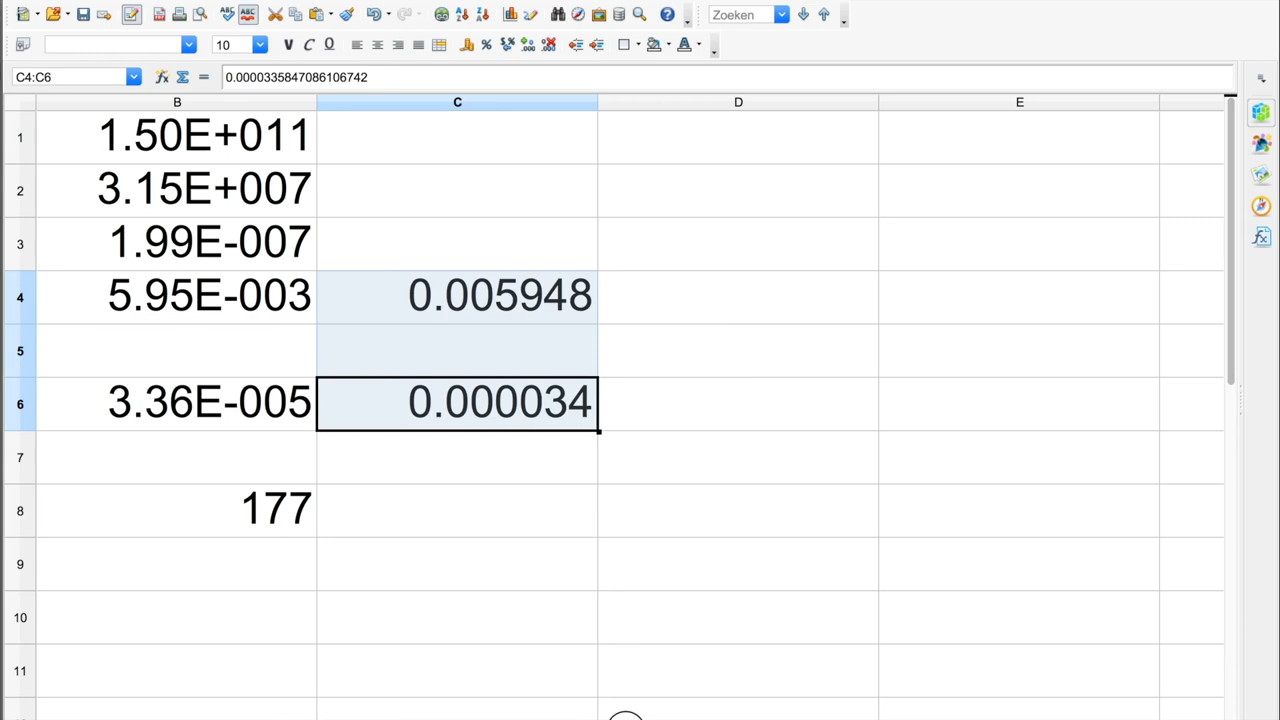 Zoeken
10
C4:C6 0.0000335847086106742
B C D E
1 1.50E+011
2 3.15E+007
3 1.99E-007
4 5.95E-003 0.005948
5
6 3.36E-005 0.000034
7
8 177
9
10
11